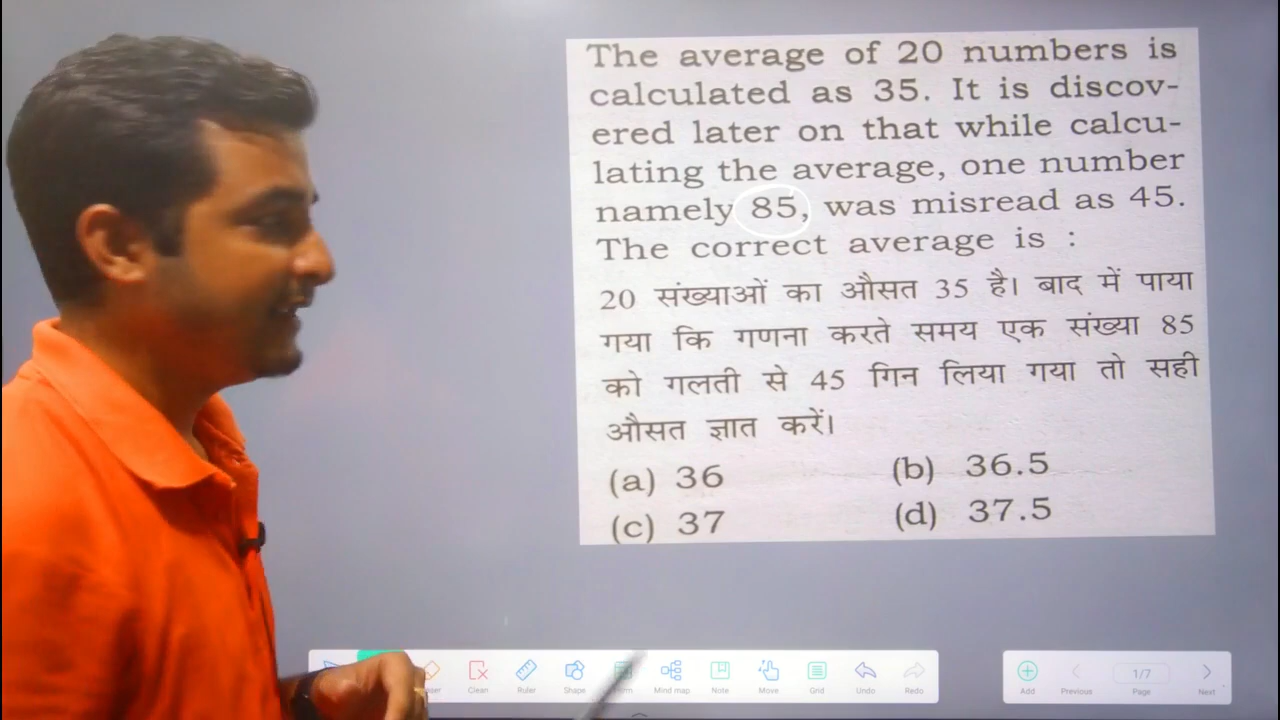 The average of 20 numbers is
calculated as 35. It is discov-
ered later on that while calcu-
lating the average, one number
namely 85, was misread as 45.
The correct average is :
20 संख्याओं का औसत 35 है। बाद में पाया
गया कि गणना करते समय एक संख्या 85
को गलती से 45 गिन लिया गया तो सही
औसत ज्ञात करें।
(a) 36 (b) 36.5
(c) 37 (d) 37.5
Clean Ruler Shape Mind map Note Move Grid Undo Redo
Add Previous Page Next
1/7